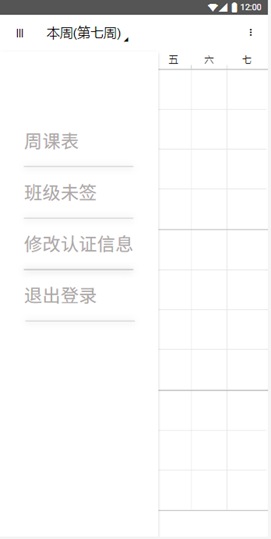 12:00
本周(第七周)
五 六 七
周课表
班级未签
修改认证信息
退出登录